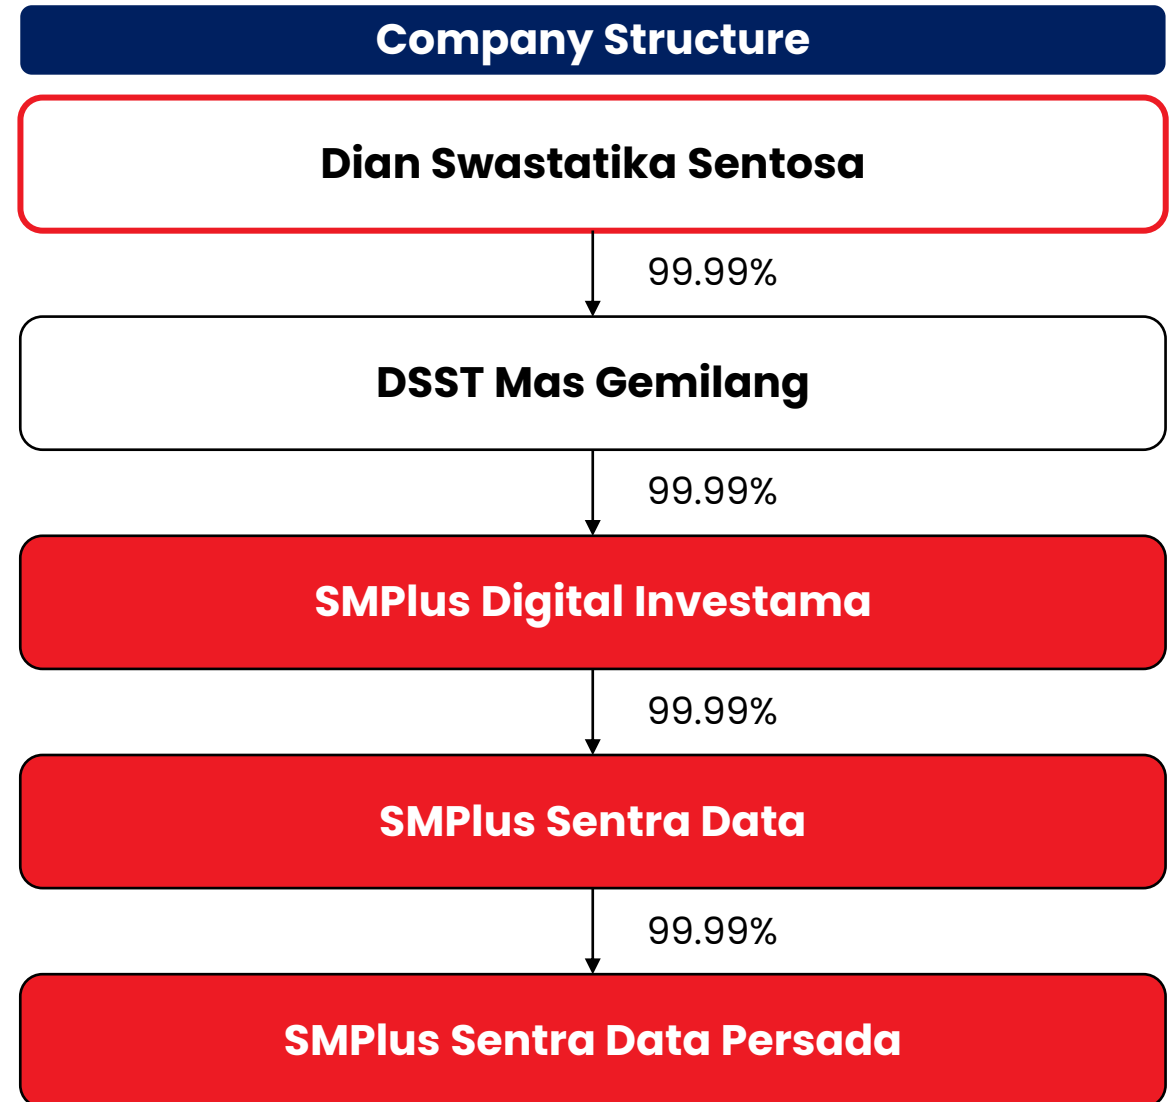 Company Structure
Dian Swastatika Sentosa
99.99%
DSST Mas Gemilang
99.99%
SMPlus Digital Investama
99.99%
SMPlus Sentra Data
99.99%
SMPlus Sentra Data Persada